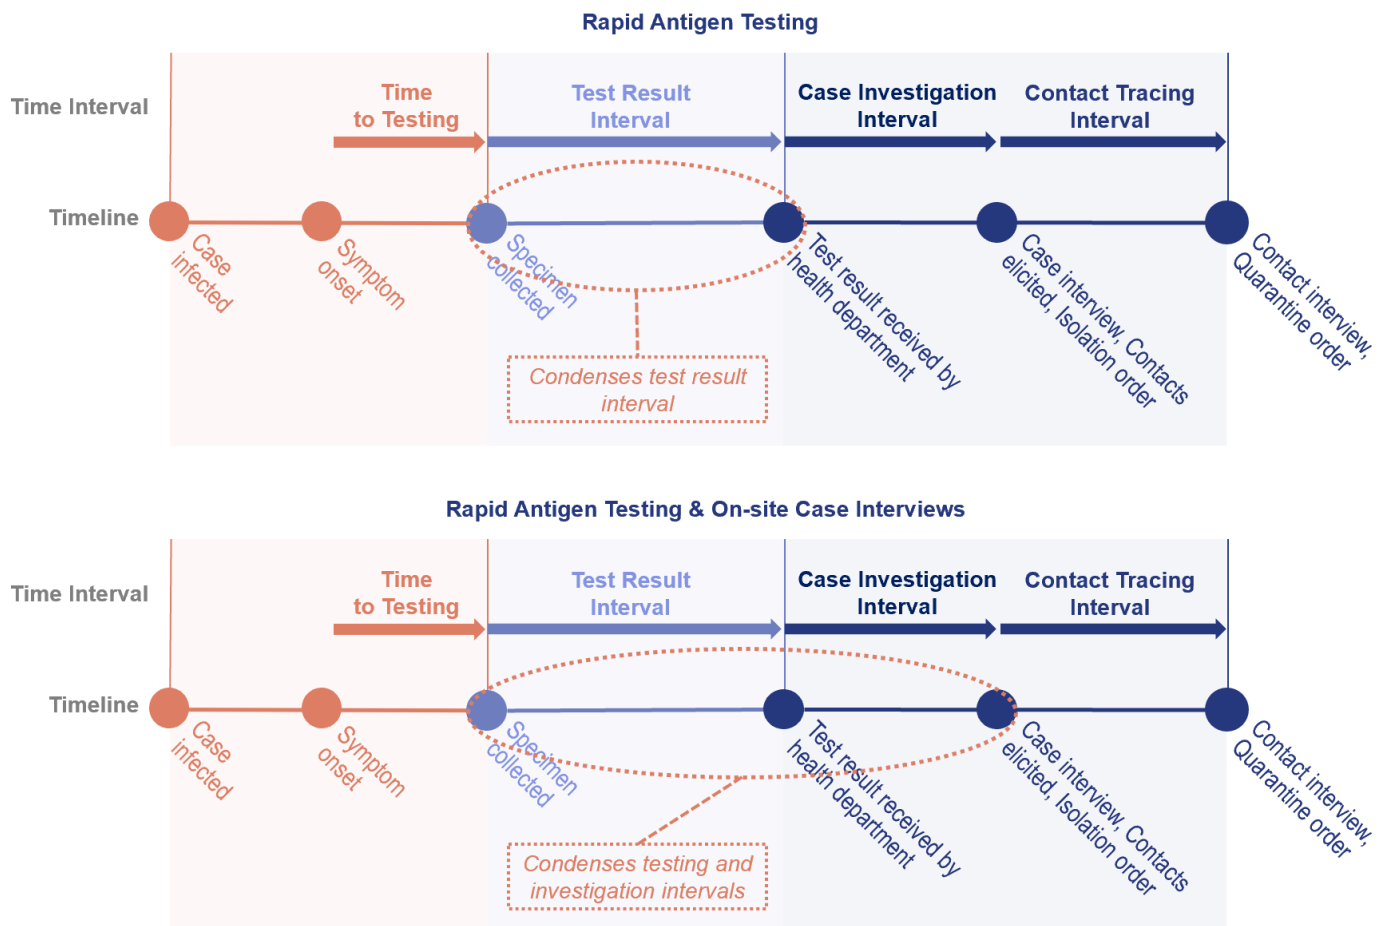 Rapid Antigen Testing
Time Interval
Time
to Testing
Test Result
Interval
Case Investigation
Interval
Contact Tracing
Interval
Timeline
Case
infected
Symptom
onset
Specimen
collected
Test result received by
health department
Case interview, Contacts
elicited, Isolation order
Contact interview,
Quarantine order
Condenses test result
interval
Rapid Antigen Testing & On-site Case Interviews
Time Interval
Time
to Testing
Test Result
Interval
Case Investigation
Interval
Contact Tracing
Interval
Timeline
Case
infected
Symptom
onset
Specimen
collected
Test result received by
health department
Case interview, Contacts
elicited, Isolation order
Contact interview,
Quarantine order
Condenses testing and
investigation intervals